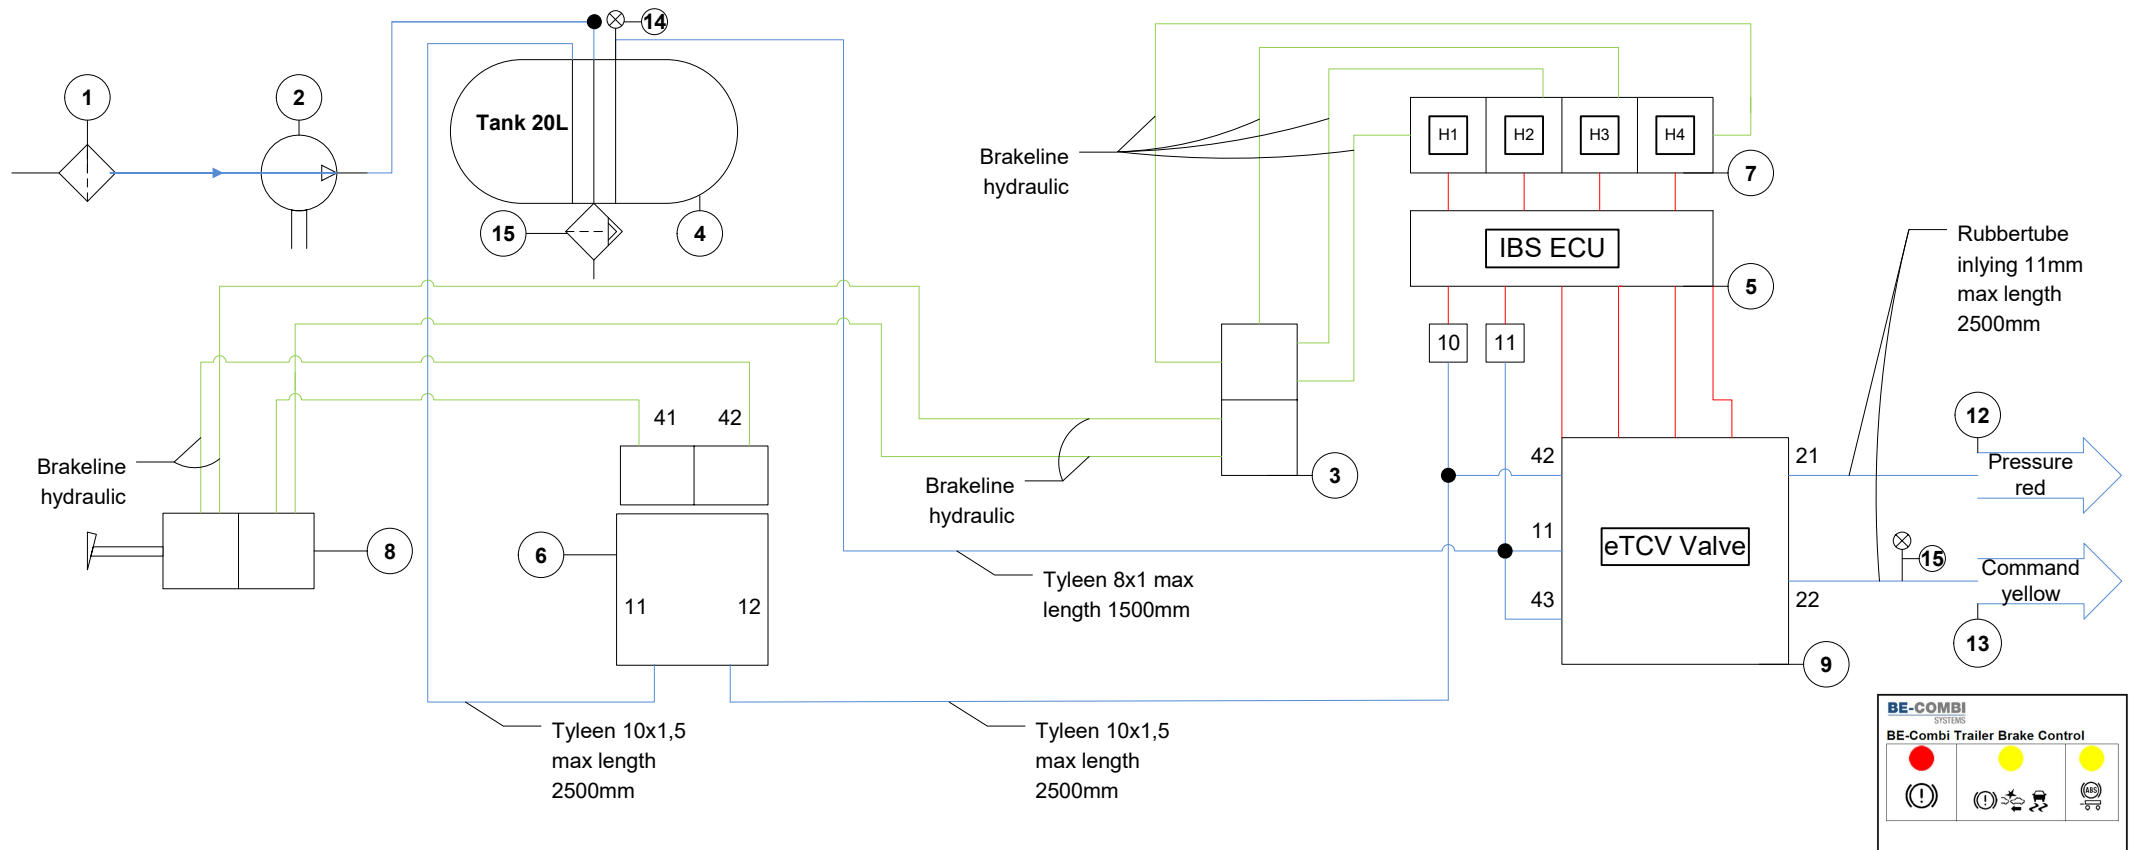 14
1
2
Tank 20L
15
4
Brakeline
hydraulic
H1
H2
H3
H4
7
IBS ECU
5
Rubbertube
inlying 11mm
max length
2500mm
10
11
41
42
Brakeline
hydraulic
8
6
11
12
Brakeline
hydraulic
3
42
11
43
eTCV Valve
21
22
12
Pressure
red
15
Command
yellow
13
9
Tyleen 8x1 max
length 1500mm
Tyleen 10x1,5
max length
2500mm
Tyleen 10x1,5
max length
2500mm
BE-COMBI
SYSTEMS
BE-Combi Trailer Brake Control
ABS